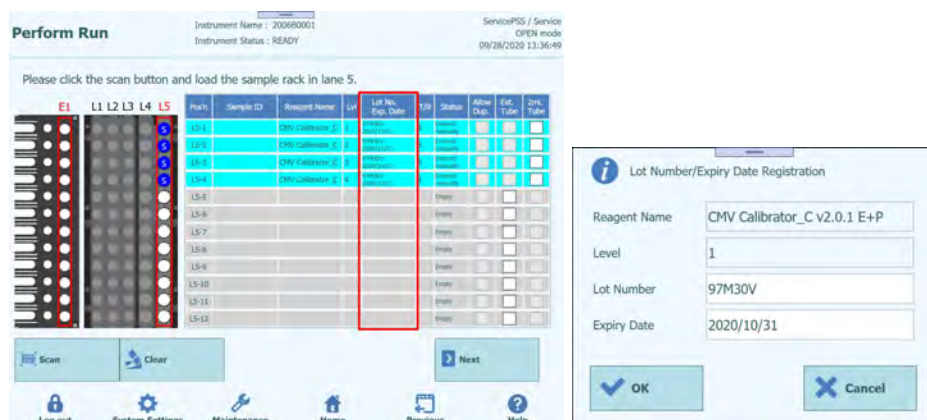 Perform Run
Instrument Name : 200680001
Instrument Status : READY
ServicePSS / Service
OPEN mode
09/28/2020 13:36:49
Please click the scan button and load the sample rack in lane 5.
E1 L1 L2 L3 L4 L5
Pos'n Sample ID Reagent Name Lvl Lot No. Exp. Date T/R Status Allow Dup. Ext. Tube 2mL Tube
L5-1 CMV Calibrator_C 1
L5-2 CMV Calibrator_C 2
L5-3 CMV Calibrator_C 3
L5-4 CMV Calibrator_C 4
L5-5 Empty
L5-6 Empty
L5-7 Empty
L5-8 Empty
L5-9 Empty
L5-10 Empty
L5-11 Empty
L5-12 Empty
S
S
S
S
Scan
Clear
Next
Log out
System Settings
Maintenance
Home
Previous
Help
Lot Number/Expiry Date Registration
Reagent Name CMV Calibrator_C v2.0.1 E+P
Level 1
Lot Number 97M30V
Expiry Date 2020/10/31
OK
Cancel